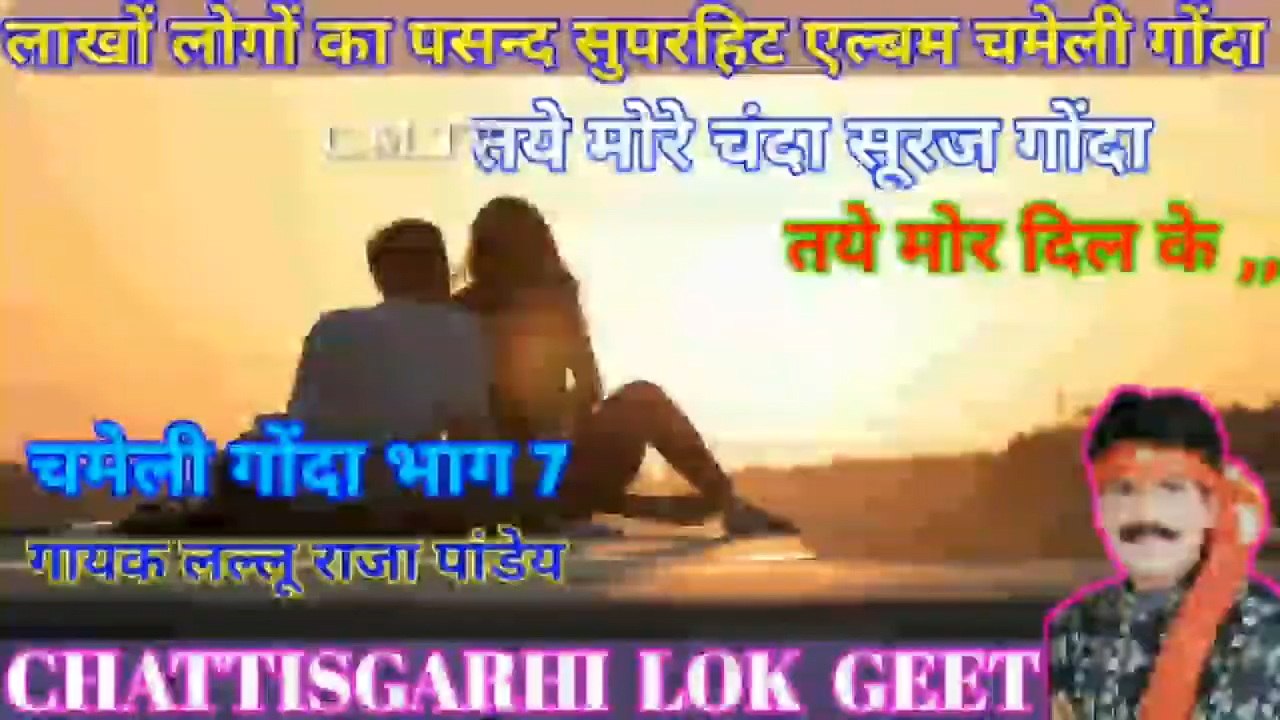 लाखों लोगों का पसन्द सुपरहिट एल्बम चमेली गोंदा
तये मोरे चंदा सूरज गोंदा
तये मोर दिल के ,,
चमेली गोंदा भाग 7
गायक लल्लू राजा पांडेय
CHATTISGARHI LOK GEET